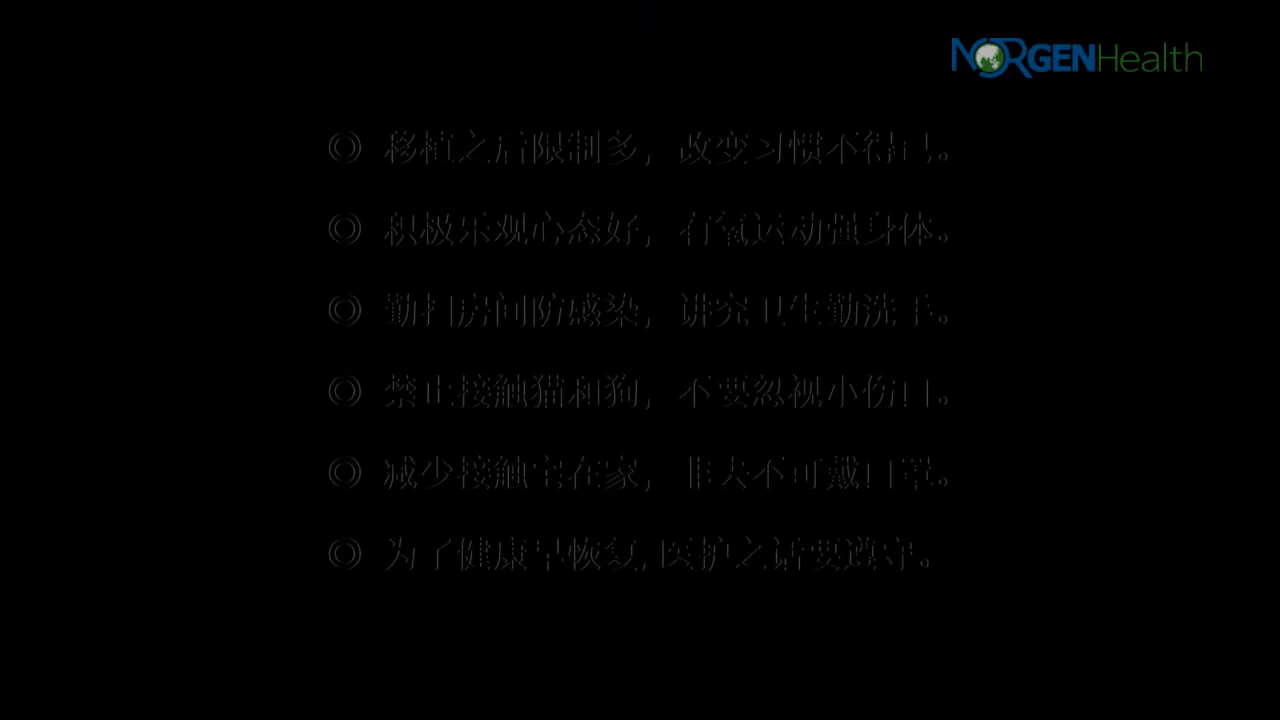 NORGENHealth
◎ 移植之后限制多，改变习惯不得已。
◎ 积极乐观心态好，有氧运动强身体。
◎ 勤扫房间防感染，讲究卫生勤洗手。
◎ 禁止接触猫和狗，不要忽视小伤口。
◎ 减少接触宅在家，非去不可戴口罩。
◎ 为了健康早恢复,医护之话要遵守。